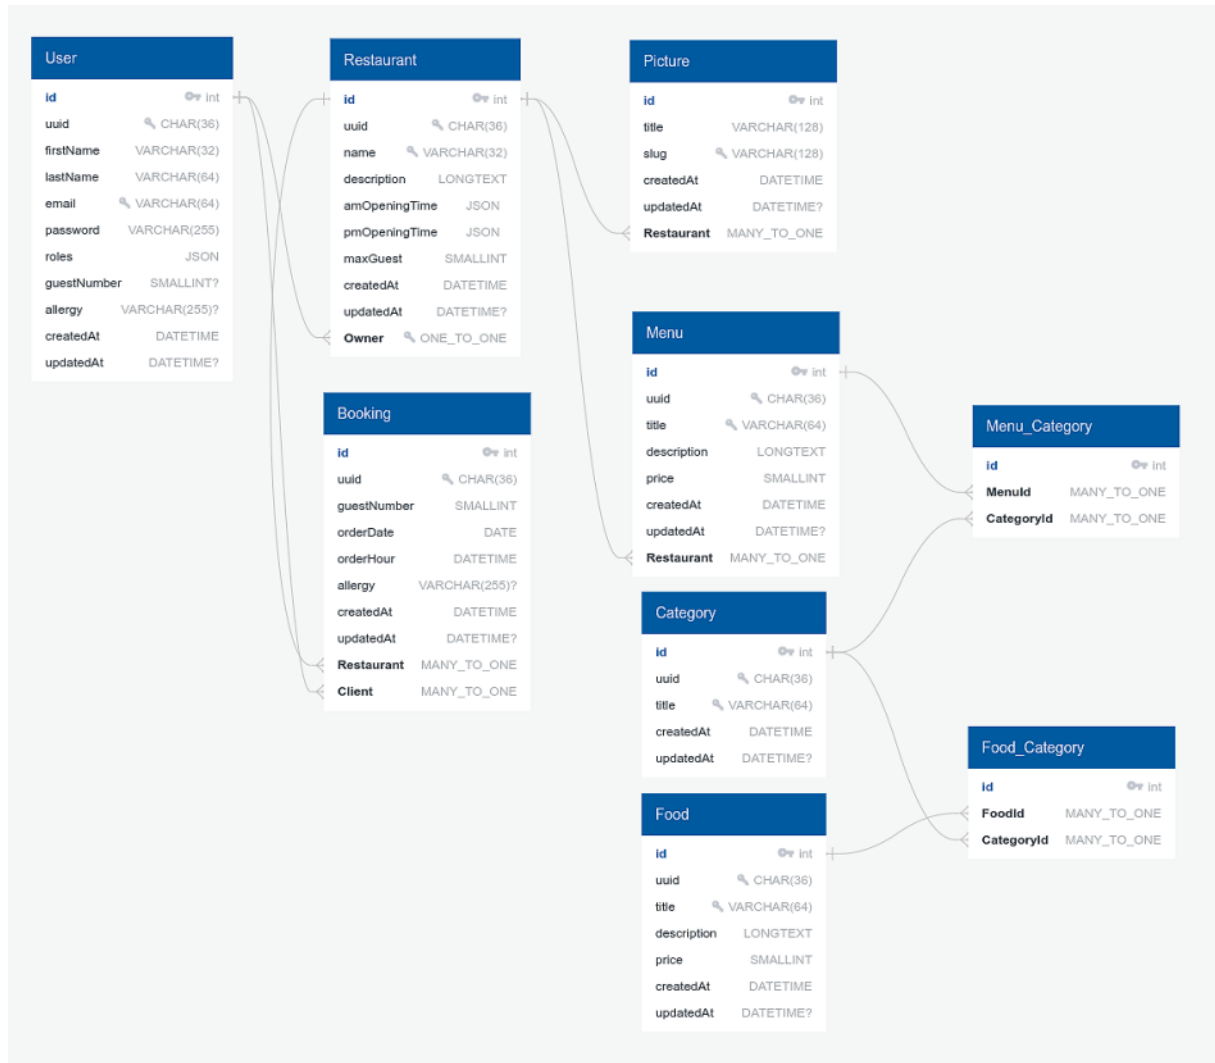 User
id int
uuid CHAR(36)
firstName VARCHAR(32)
lastName VARCHAR(64)
email VARCHAR(64)
password VARCHAR(255)
roles JSON
guestNumber SMALLINT?
allergy VARCHAR(255)?
createdAt DATETIME
updatedAt DATETIME?
Restaurant
id int
uuid CHAR(36)
name VARCHAR(32)
description LONGTEXT
amOpeningTime JSON
pmOpeningTime JSON
maxGuest SMALLINT
createdAt DATETIME
updatedAt DATETIME?
Owner ONE_TO_ONE
Picture
id int
title VARCHAR(128)
slug VARCHAR(128)
createdAt DATETIME
updatedAt DATETIME?
Restaurant MANY_TO_ONE
Booking
id int
uuid CHAR(36)
guestNumber SMALLINT
orderDate DATE
orderHour DATETIME
allergy VARCHAR(255)?
createdAt DATETIME
updatedAt DATETIME?
Restaurant MANY_TO_ONE
Client MANY_TO_ONE
Menu
id int
uuid CHAR(36)
title VARCHAR(64)
description LONGTEXT
price SMALLINT
createdAt DATETIME
updatedAt DATETIME?
Restaurant MANY_TO_ONE
Menu_Category
id int
MenuId MANY_TO_ONE
CategoryId MANY_TO_ONE
Category
id int
uuid CHAR(36)
title VARCHAR(64)
createdAt DATETIME
updatedAt DATETIME?
Food_Category
id int
FoodId MANY_TO_ONE
CategoryId MANY_TO_ONE
Food
id int
uuid CHAR(36)
title VARCHAR(64)
description LONGTEXT
price SMALLINT
createdAt DATETIME
updatedAt DATETIME?